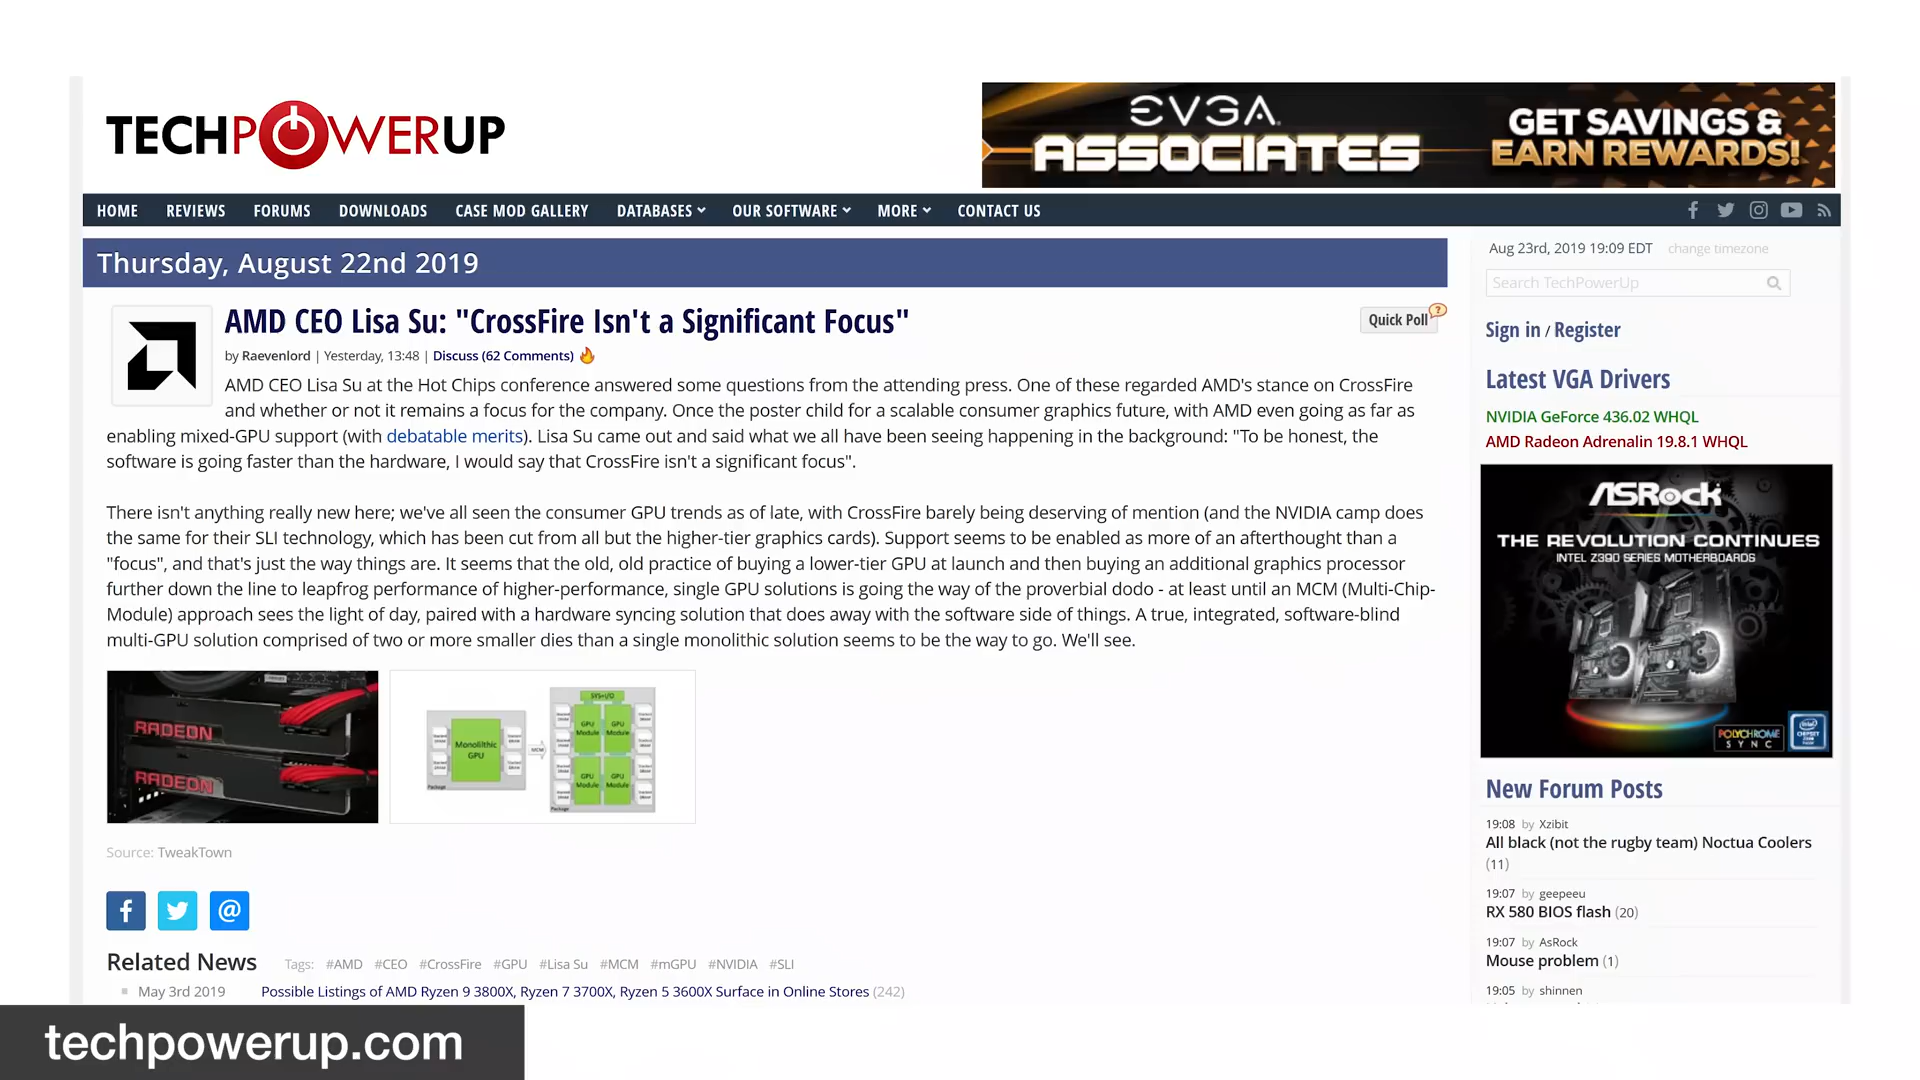 TECHPOWERUP
EVGA
ASSOCIATES
GET SAVINGS &
EARN REWARDS!
HOME REVIEWS FORUMS DOWNLOADS CASE MOD GALLERY DATABASES OUR SOFTWARE MORE CONTACT US
Thursday, August 22nd 2019
AMD CEO Lisa Su: "CrossFire Isn't a Significant Focus"
Quick Poll
?
by Raevenlord | Yesterday, 13:48 | Discuss (62 Comments)
AMD CEO Lisa Su at the Hot Chips conference answered some questions from the attending press. One of these regarded AMD's stance on CrossFire
and whether or not it remains a focus for the company. Once the poster child for a scalable consumer graphics future, with AMD even going as far as
enabling mixed-GPU support (with debatable merits). Lisa Su came out and said what we all have been seeing happening in the background: "To be honest, the
software is going faster than the hardware, I would say that CrossFire isn't a significant focus".
There isn't anything really new here; we've all seen the consumer GPU trends as of late, with CrossFire barely being deserving of mention (and the NVIDIA camp does
the same for their SLI technology, which has been cut from all but the higher-tier graphics cards). Support seems to be enabled as more of an afterthought than a
"focus", and that's just the way things are. It seems that the old, old practice of buying a lower-tier GPU at launch and then buying an additional graphics processor
further down the line to leapfrog performance of higher-performance, single GPU solutions is going the way of the proverbial dodo - at least until an MCM (Multi-Chip-
Module) approach sees the light of day, paired with a hardware syncing solution that does away with the software side of things. A true, integrated, software-blind
multi-GPU solution comprised of two or more smaller dies than a single monolithic solution seems to be the way to go. We'll see.
RADEON
RADEON
Monolithic
GPU
Package
MCM
SYS+I/O
GPU
Module
GPU
Module
GPU
Module
GPU
Module
Package
Source: TweakTown
Related News Tags: #AMD #CEO #CrossFire #GPU #Lisa Su #MCM #mGPU #NVIDIA #SLI
May 3rd 2019 Possible Listings of AMD Ryzen 9 3800X, Ryzen 7 3700X, Ryzen 5 3600X Surface in Online Stores (242)
Aug 23rd, 2019 19:09 EDT change timezone
Search TechPowerUp
Sign in / Register
Latest VGA Drivers
NVIDIA GeForce 436.02 WHQL
AMD Radeon Adrenalin 19.8.1 WHQL
ASRock
THE REVOLUTION CONTINUES
INTEL Z390 SERIES MOTHERBOARDS
POLYCHROME
SYNC
New Forum Posts
19:08 by Xzibit
All black (not the rugby team) Noctua Coolers
(11)
19:07 by geepeeu
RX 580 BIOS flash (20)
19:07 by AsRock
Mouse problem (1)
19:05 by shinnen
techpowerup.com